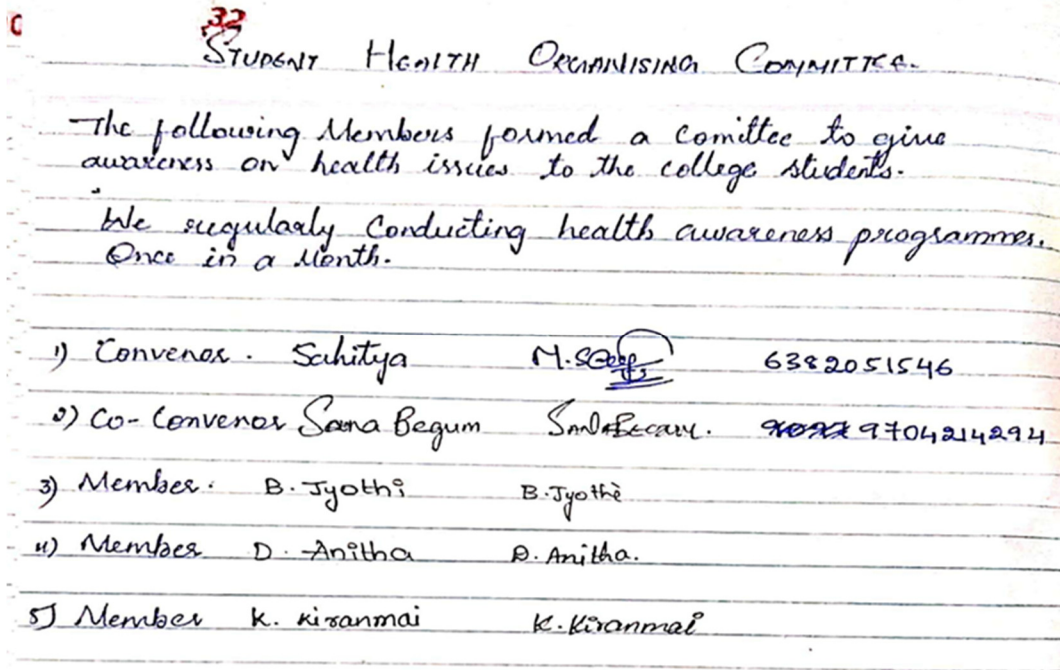 32
STUDENT HEALTH ORGANISING COMMITTEE.
The following Members formed a comittee to give
awareness on health issues to the college students.
We regularly Conducting health awareness programmes.
Once in a Month.
1) Convenor. Sahitya 6382051546
2) Co-Convenor Sana Begum SANABEGUM. 9704214294
3) Member. B. Jyothi B. Jyothi
4) Member D. Anitha D. Anitha.
5) Member K. Kiranmai K. Kiranmai